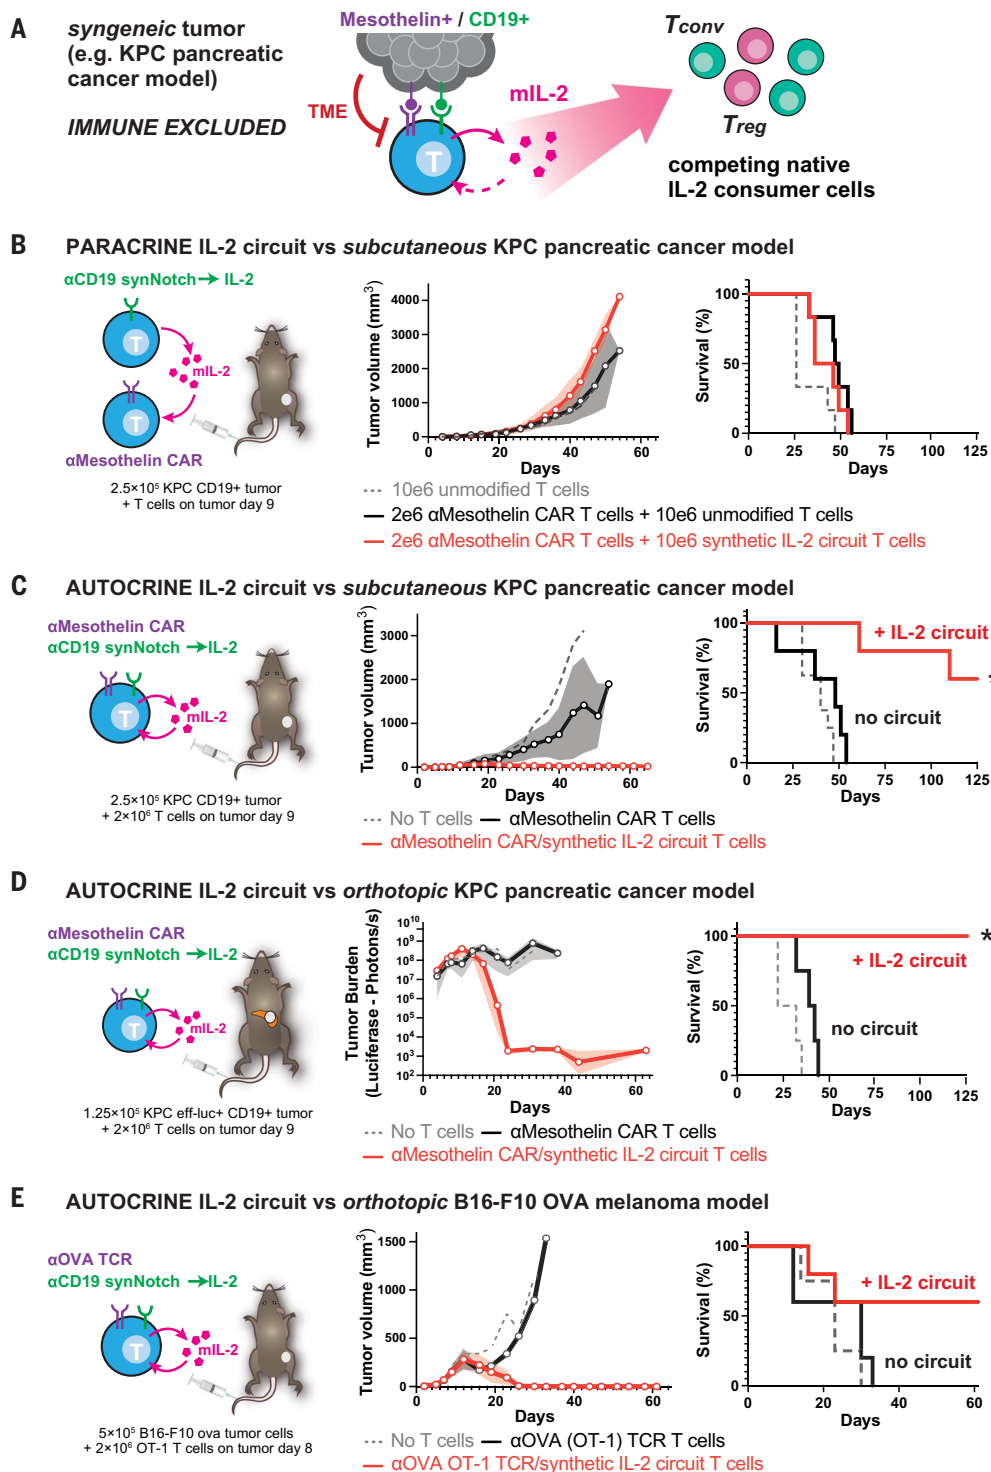 A
syngeneic tumor
(e.g. KPC pancreatic
cancer model)
IMMUNE EXCLUDED
Mesothelin+ / CD19+
TME
T
mIL-2
Tconv
Treg
competing native
IL-2 consumer cells
B PARACRINE IL-2 circuit vs subcutaneous KPC pancreatic cancer model
αCD19 synNotch → IL-2
T
mIL-2
T
αMesothelin CAR
2.5×10⁵ KPC CD19+ tumor
+ T cells on tumor day 9
Tumor volume (mm³)
4000
3000
2000
1000
0
0 20 40 60
Days
Survival (%)
100
50
0
0 25 50 75 100 125
Days
10e6 unmodified T cells
2e6 αMesothelin CAR T cells + 10e6 unmodified T cells
2e6 αMesothelin CAR T cells + 10e6 synthetic IL-2 circuit T cells
C AUTOCRINE IL-2 circuit vs subcutaneous KPC pancreatic cancer model
αMesothelin CAR
αCD19 synNotch → IL-2
T
mIL-2
2.5×10⁵ KPC CD19+ tumor
+ 2×10⁶ T cells on tumor day 9
Tumor volume (mm³)
3000
2000
1000
0
0 20 40 60
Days
Survival (%)
100
50
0
0 25 50 75 100 125
Days
+ IL-2 circuit
no circuit
No T cells αMesothelin CAR T cells
αMesothelin CAR/synthetic IL-2 circuit T cells
D AUTOCRINE IL-2 circuit vs orthotopic KPC pancreatic cancer model
αMesothelin CAR
αCD19 synNotch → IL-2
T
mIL-2
1.25×10⁵ KPC eff-luc+ CD19+ tumor
+ 2×10⁶ T cells on tumor day 9
Tumor Burden
(Luciferase - Photons/s)
10¹⁰
10⁹
10⁸
10⁷
10⁶
10⁵
10⁴
10³
10²
0 20 40 60
Days
Survival (%)
100
50
0
0 25 50 75 100 125
Days
+ IL-2 circuit
*
no circuit
No T cells αMesothelin CAR T cells
αMesothelin CAR/synthetic IL-2 circuit T cells
E AUTOCRINE IL-2 circuit vs orthotopic B16-F10 OVA melanoma model
αOVA TCR
αCD19 synNotch → IL-2
T
mIL-2
5×10⁵ B16-F10 ova tumor cells
+ 2×10⁶ OT-1 T cells on tumor day 8
Tumor volume (mm³)
1500
1000
500
0
0 10 20 30 40 50 60
Days
Survival (%)
100
50
0
0 20 40 60
Days
+ IL-2 circuit
no circuit
No T cells αOVA (OT-1) TCR T cells
αOVA OT-1 TCR/synthetic IL-2 circuit T cells